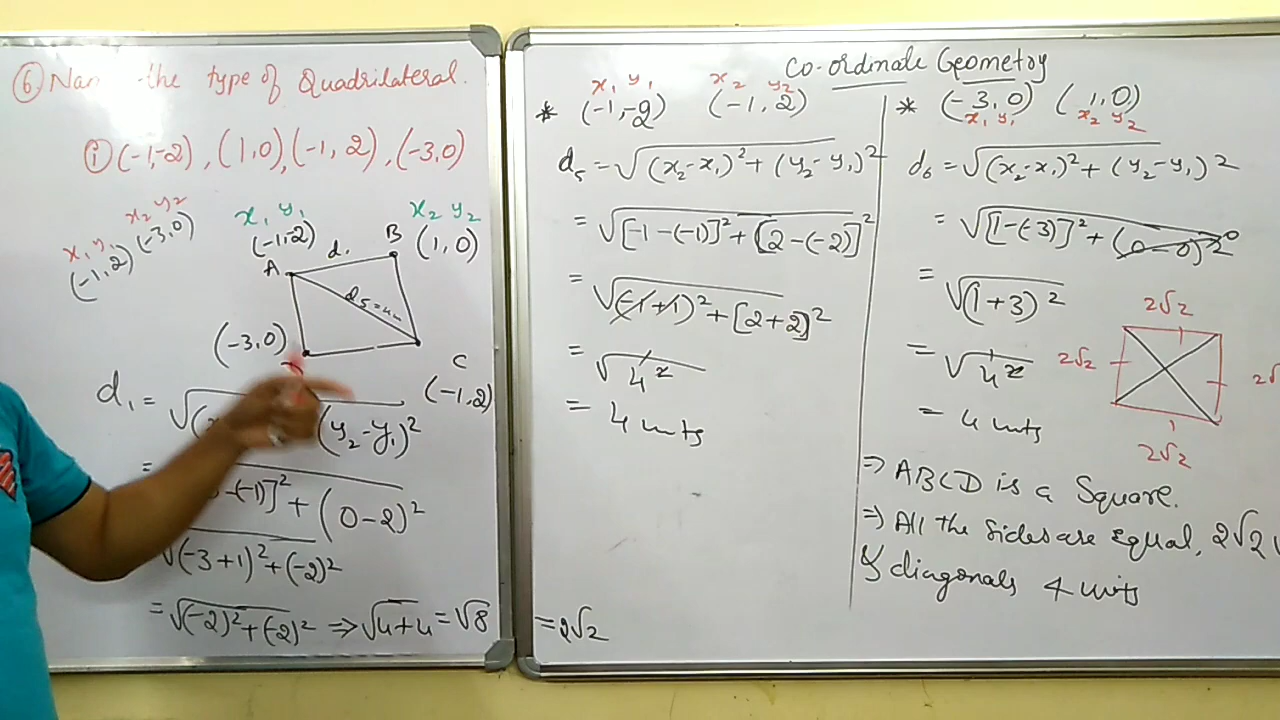 ⑥ Nam the type of Quadrilateral.
ⓘ (-1,-2), (1,0), (-1,2), (-3,0)
x₁ y₁ x₂ y₂
(-1,2) (-3,0)
x₁ y₁
(-1,-2)
x₂ y₂
(1,0)
A d₁ B
d₅=4
(-3,0)
C
(-1,2)
d₁ = √ (y₂-y₁)²
= -(-1)]² + (0-2)²
√(-3+1)²+(-2)²
= √(-2)²+(-2)² ⇒ √4+4 = √8
= 2√2
Co-ordinate Geometry
x₁ y₁ x₂ y₂
* (-1,-2) (-1,2)
d₅ = √(x₂-x₁)²+(y₂-y₁)²
= √[-1-(-1)]²+[2-(-2)]²
= √(-1+1)²+[2+2]²
= √4²
= 4 units
* (-3,0) (1,0)
x₁ y₁ x₂ y₂
d₆ = √(x₂-x₁)²+(y₂-y₁)²
= √[1-(-3)]²+(0-0)² 0
= √(1+3)²
= √4²
= 4 units
2√2
2√2
2√2
⇒ ABCD is a Square.
⇒ All the sides are equal, 2√2
& diagonals 4 units